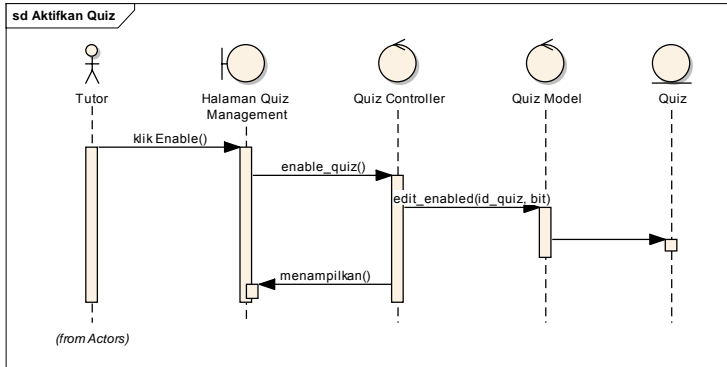 sd Aktifkan Quiz
Tutor
Halaman Quiz
Management
Quiz Controller
Quiz Model
Quiz
klik Enable()
enable_quiz()
edit_enabled(id_quiz, bit)
menampilkan()
(from Actors)